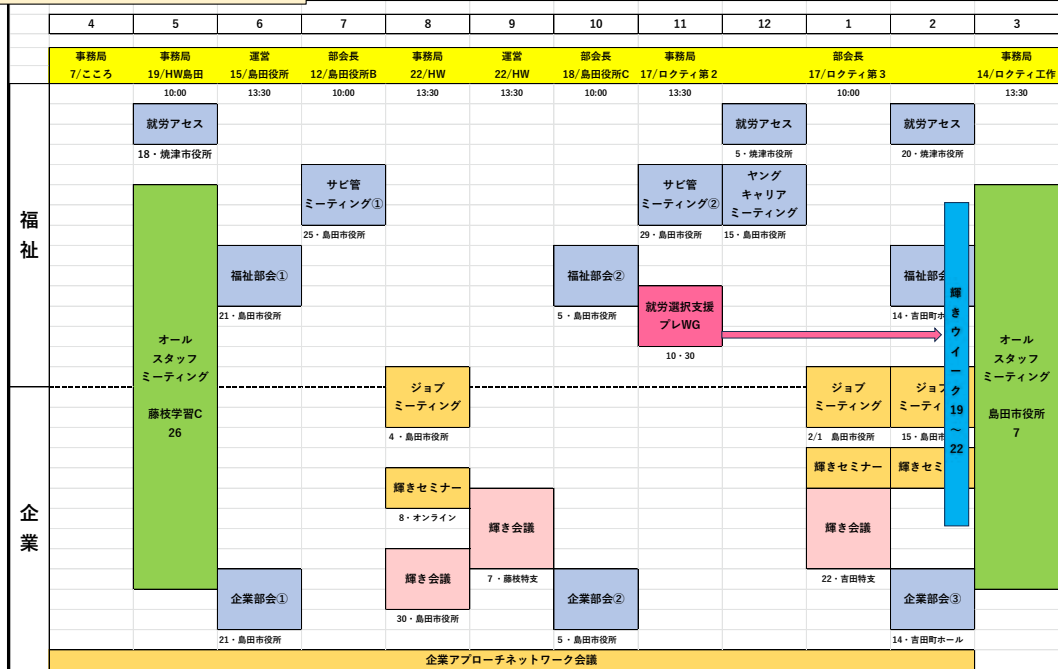 4 5 6 7 8 9 10 11 12 1 2 3
事務局 事務局 運営 部会長 事務局 運営 部会長 事務局 部会長 事務局
7/こころ 19/HW島田 15/島田役所 12/島田役所B 22/HW 22/HW 18/島田役所C 17/ロクティ第2 17/ロクティ第3 14/ロクティ工作
10:00 13:30 10:00 13:30 13:30 10:00 13:30 10:00 13:30
就労アセス 就労アセス 就労アセス
18・焼津市役所 5・焼津市役所 20・焼津市役所
サビ管
ミーティング①
サビ管
ミーティング②
ヤング
キャリア
ミーティング
25・島田市役所 29・島田市役所 15・島田市役所
福祉
福祉部会① 福祉部会② 福祉部会
21・島田市役所 5・島田市役所 14・吉田町ホ
就労選択支援
プレWG
10・30
輝きウイーク19～22
オール
スタッフ
ミーティング
藤枝学習C
26
オール
スタッフ
ミーティング
島田市役所
7
ジョブ
ミーティング
ジョブ
ミーティング
ジョブ
ミーティ
4・島田市役所 2/1 島田市役所 15・島田市
企業
輝きセミナー 輝きセミナー 輝きセミ
8・オンライン
輝き会議 輝き会議 輝き会議
30・島田市役所 7・藤枝特支 22・吉田特支
企業部会① 企業部会② 企業部会③
21・島田市役所 5・島田市役所 14・吉田町ホール
企業アプローチネットワーク会議